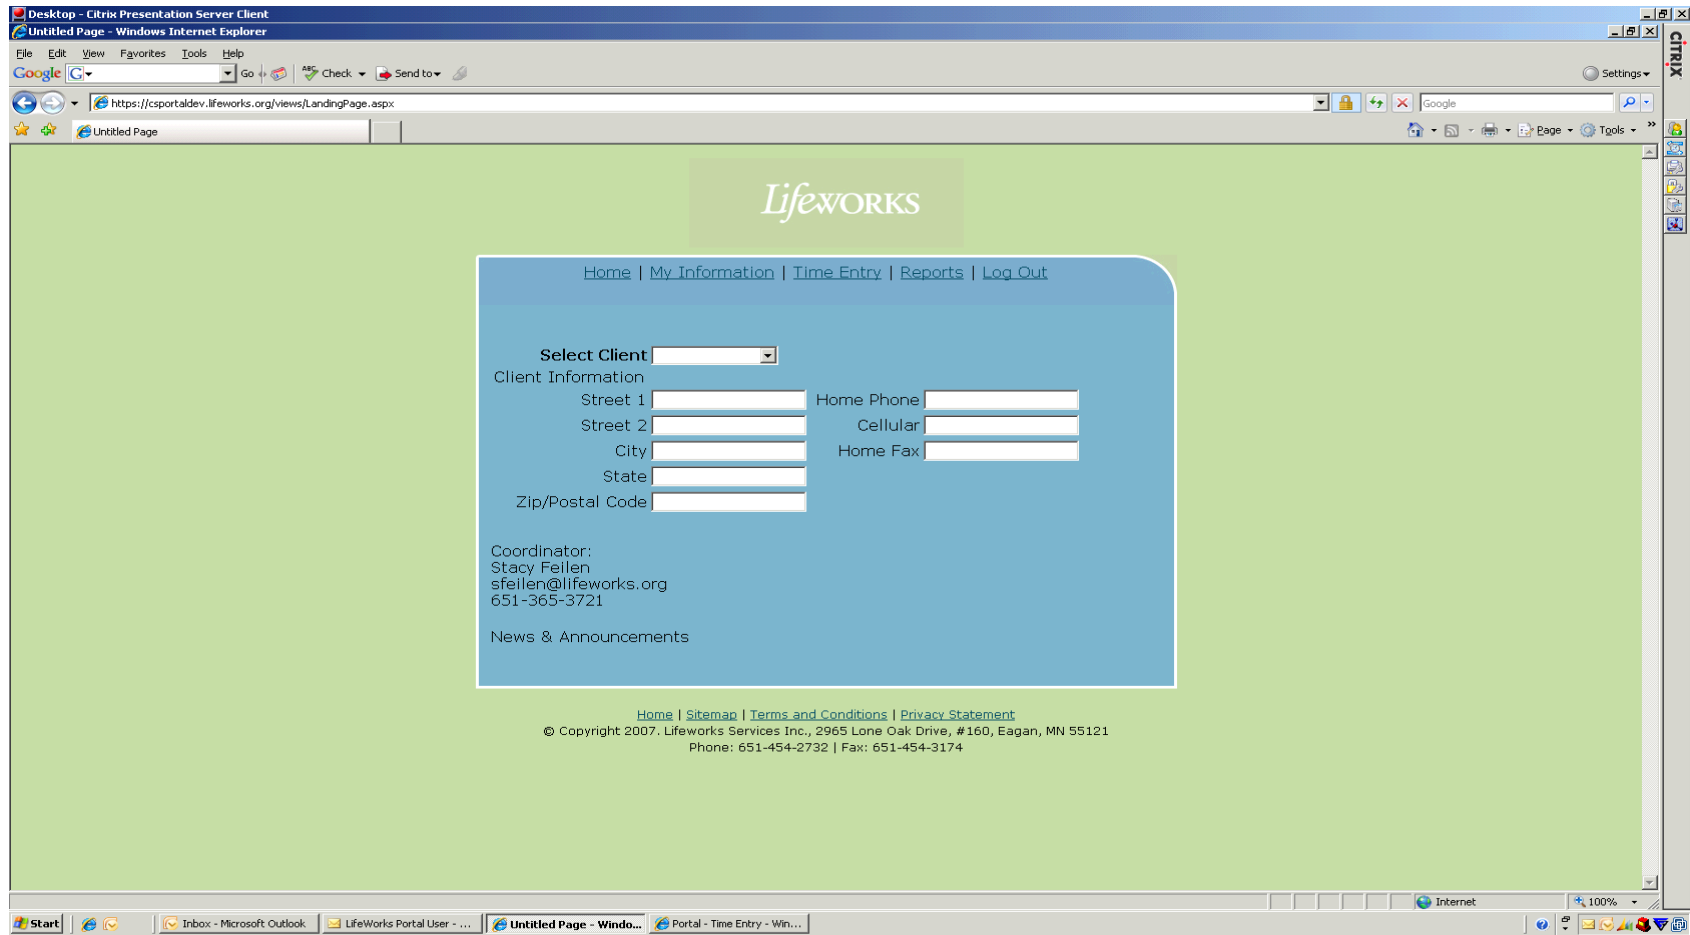 Desktop - Citrix Presentation Server Client
Untitled Page - Windows Internet Explorer
File Edit View Favorites Tools Help
Google G Go ABC Check Send to Settings
https://csportaldev.lifeworks.org/views/LandingPage.aspx Google
Untitled Page Page Tools »
CITRIX
Lifeworks
Home | My Information | Time Entry | Reports | Log Out
Select Client
Client Information
Street 1 Home Phone
Street 2 Cellular
City Home Fax
State
Zip/Postal Code
Coordinator:
Stacy Feilen
sfeilen@lifeworks.org
651-365-3721
News & Announcements
Home | Sitemap | Terms and Conditions | Privacy Statement
© Copyright 2007. Lifeworks Services Inc., 2965 Lone Oak Drive, #160, Eagan, MN 55121
Phone: 651-454-2732 | Fax: 651-454-3174
Internet 100%
Start Inbox - Microsoft Outlook LifeWorks Portal User - ... Untitled Page - Windo... Portal - Time Entry - Win...